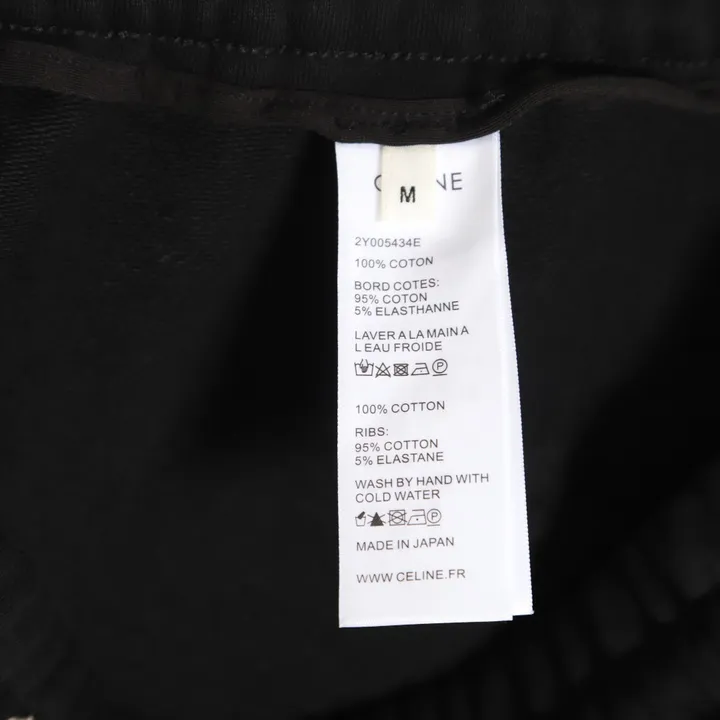 M
2Y005434E
100% COTON
BORD COTES:
95% COTON
5% ELASTHANNE
LAVER A LA MAIN A
L EAU FROIDE
P
100% COTTON
RIBS:
95% COTTON
5% ELASTANE
WASH BY HAND WITH
COLD WATER
P
MADE IN JAPAN
WWW.CELINE.FR